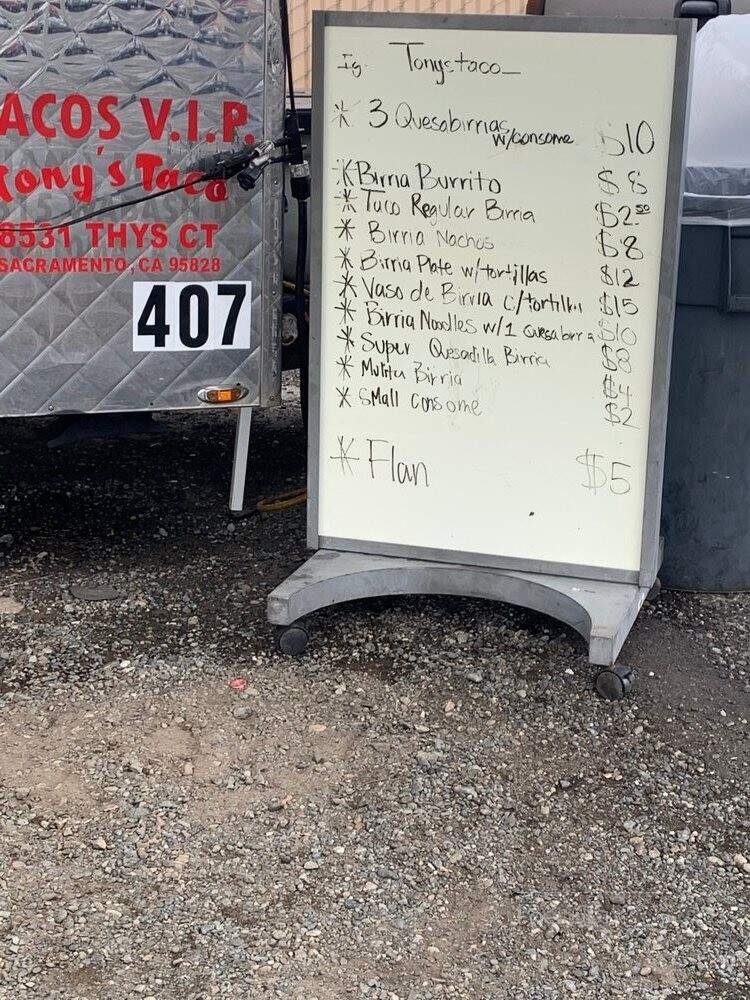 ACOS V.I.P.
Tony's Taco
8531 THYS CT
SACRAMENTO, CA 95828
407
Ig. Tonystaco_
* 3 Quesabirrias w/consome $10
* Birria Burrito $8
* Taco Regular Birria $2.50
* Birria Nachos $8
* Birria Plate w/tortillas $12
* Vaso de Birria c/tortilla $15
* Birria Noodles w/1 quesabirria $10
* Super Quesadilla Birria $8
* Mulita Birria $4
* Small Consome $2
* Flan $5